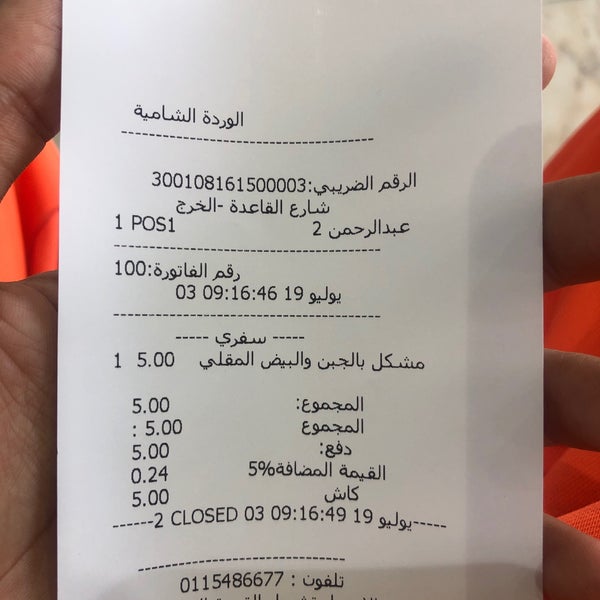 الوردة الشامية
------------------------------------
الرقم الضريبي:300108161500003
شارع القاعدة -الخرج
عبدالرحمن 2 1 POS1
------------------------------------
رقم الفاتورة:100
يوليو 19 09:16:46 03
------------------------------------
----- سفري -----
مشكل بالجبن والبيض المقلي 5.00 1
المجموع: 5.00
المجموع 5.00 :
دفع: 5.00
القيمة المضافة5% 0.24
كاش 5.00
-----يوليو 19 09:16:49 03 CLOSED 2------
----------------------------
تلفون : 0115486677